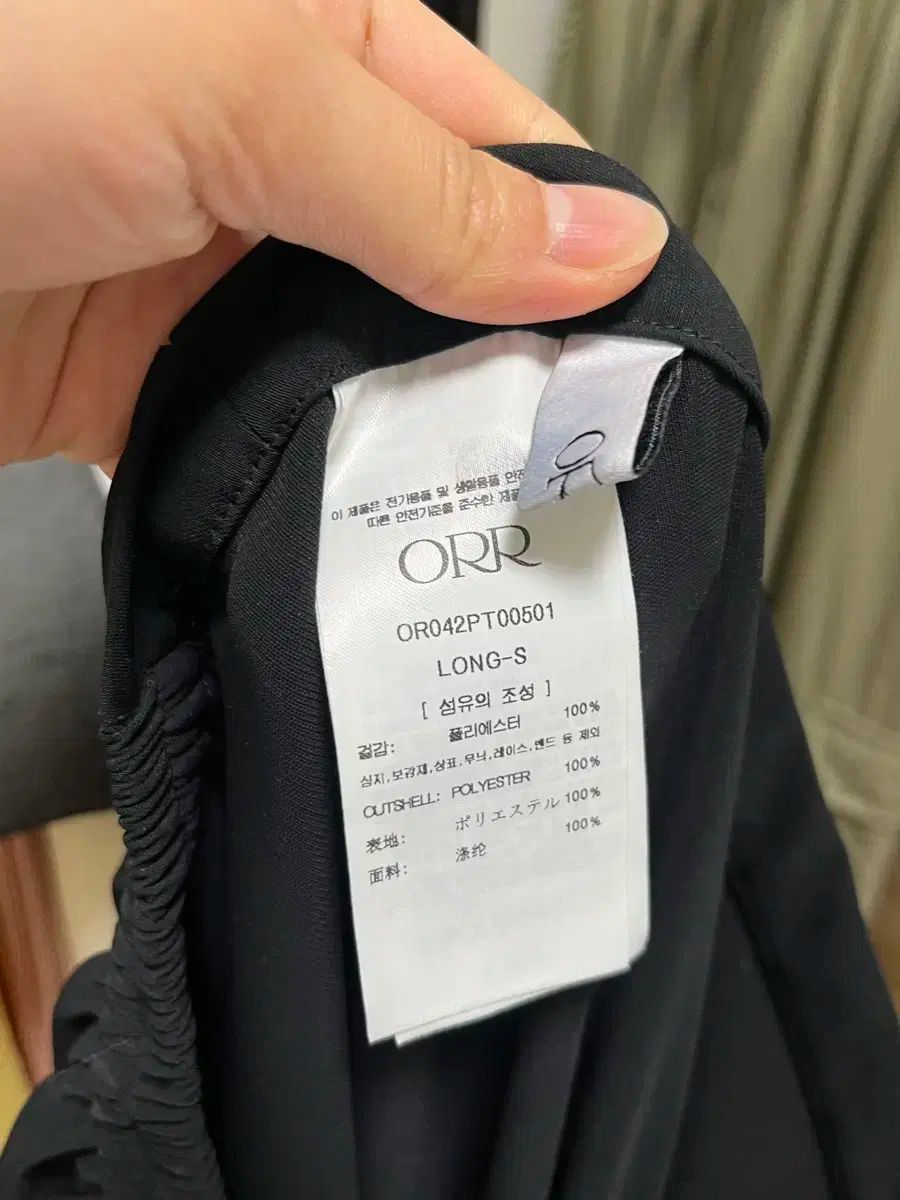 이 제품은 전기용품 및 생활용품 안전
따른 안전기준을 준수한 제품
ORR
OR042PT00501
LONG-S
[ 섬유의 조성 ]
겉감: 폴리에스터 100%
심지,보강재,상표,무늬,레이스,밴드 등 제외
OUTSHELL: POLYESTER 100%
表地: ポリエステル 100%
面料: 涤纶 100%